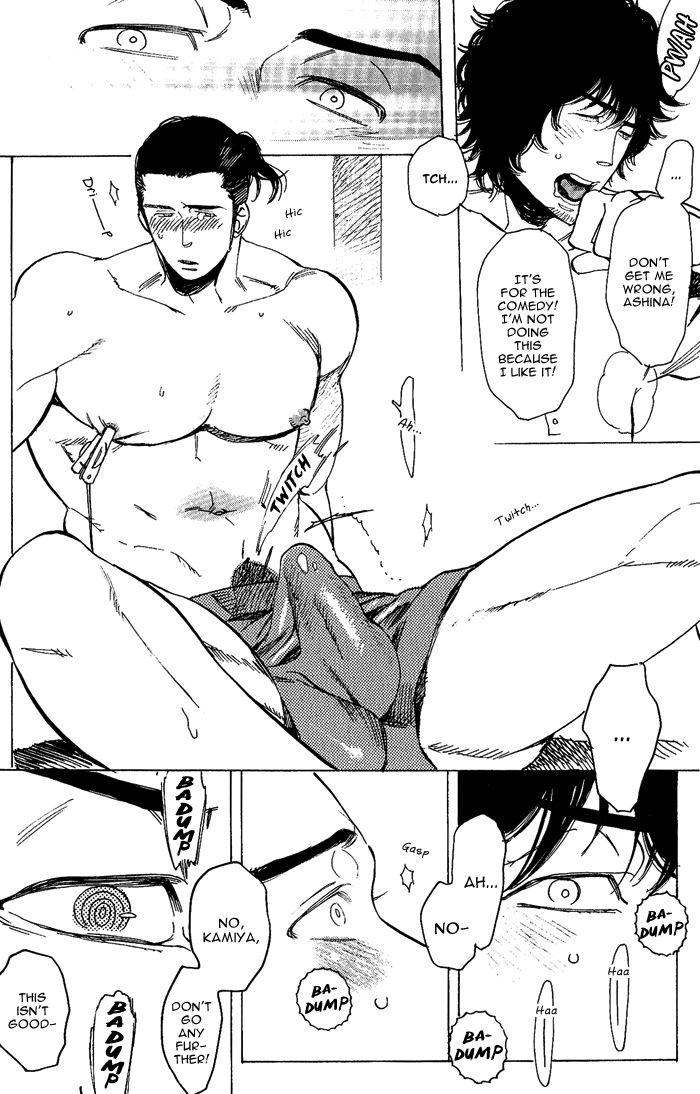 PWAH
...
DON'T
GET ME
WRONG,
ASHINA!
IT'S
FOR THE
COMEDY!
I'M NOT
DOING
THIS
BECAUSE
I LIKE IT!
TCH...
Drip
Hic
Hic
Ah...
TWITCH
Twitch...
...
AH...
NO-
BA-
DUMP
Haa
Haa
BA-
DUMP
Gasp
BA-
DUMP
NO,
KAMIYA,
DON'T
GO
ANY
FUR-
THER!
BADUMP
THIS
ISN'T
GOOD-
BADUMP